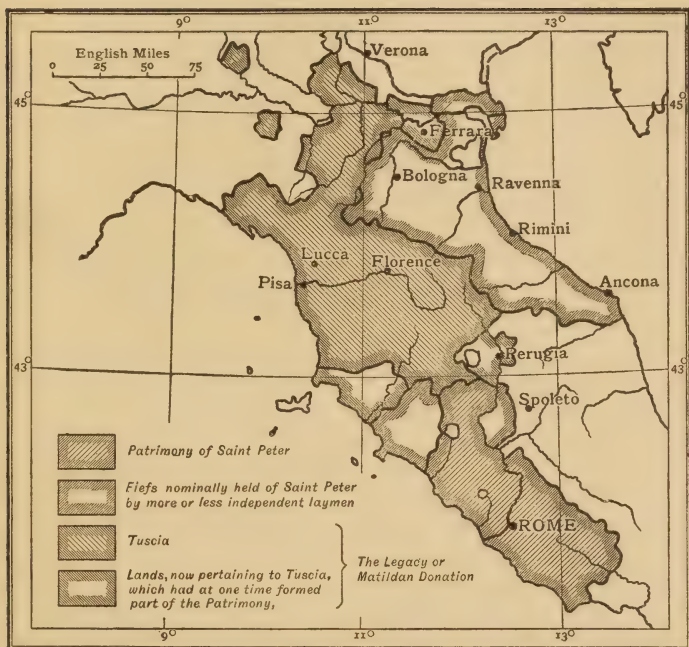 9° 11° 13°
English Miles
0 25 50 75
Verona
45° 45°
Ferrara
Bologna
Ravenna
Rimini
Lucca
Florence
Pisa
Ancona
43° 43°
Perugia
Spoleto
Patrimony of Saint Peter
Fiefs nominally held of Saint Peter
by more or less independent laymen
Tuscia
Lands, now pertaining to Tuscia,
which had at one time formed
part of the Patrimony,
The Legacy or
Matildan Donation
ROME
9° 11° 13°